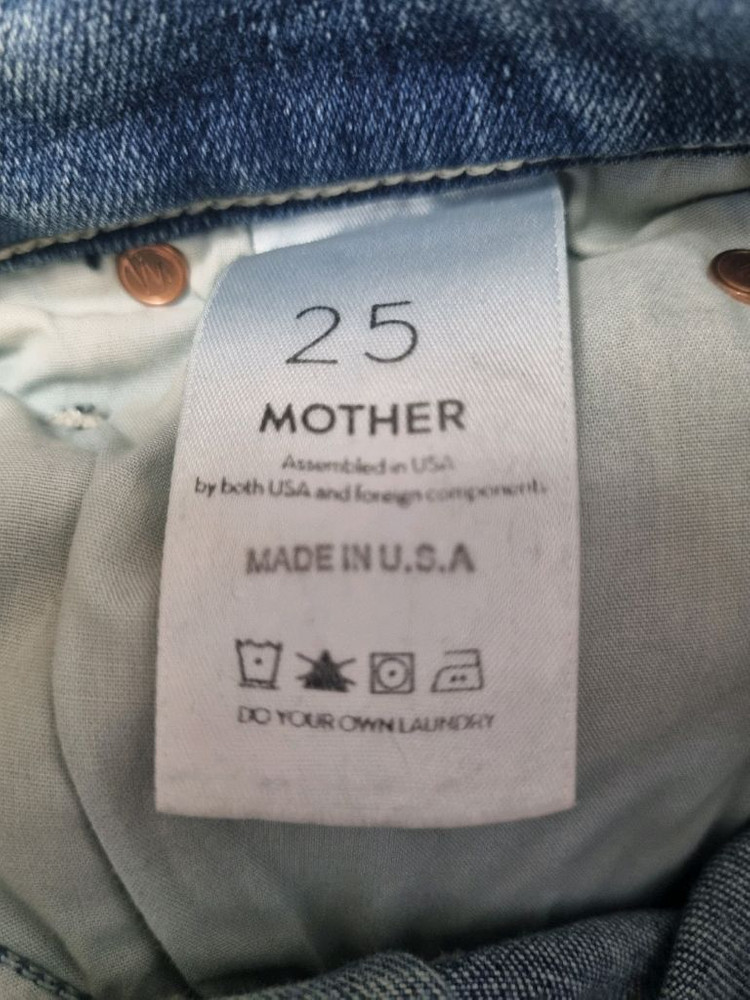 25
MOTHER
Assembled in USA
by both USA and foreign components
MADE IN U.S.A
DO YOUR OWN LAUNDRY